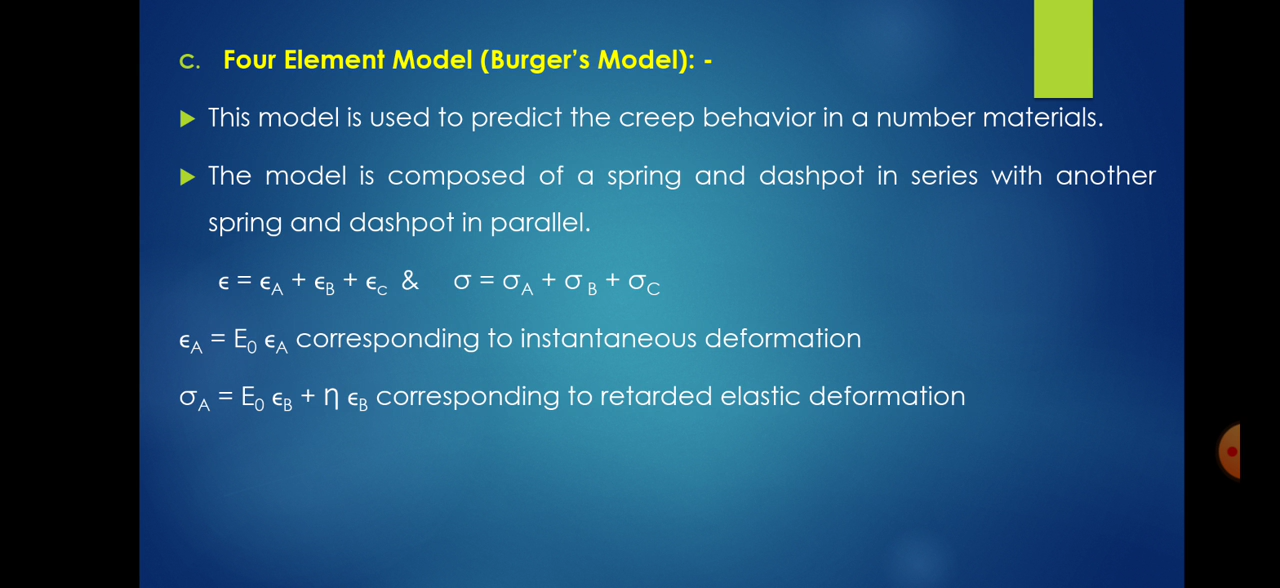 c. Four Element Model (Burger’s Model): -
This model is used to predict the creep behavior in a number materials.
The model is composed of a spring and dashpot in series with another
spring and dashpot in parallel.
ϵ = ϵA + ϵB + ϵc & σ = σA + σ B + σC
ϵA = E0 ϵA corresponding to instantaneous deformation
σA = E0 ϵB + η ϵB corresponding to retarded elastic deformation